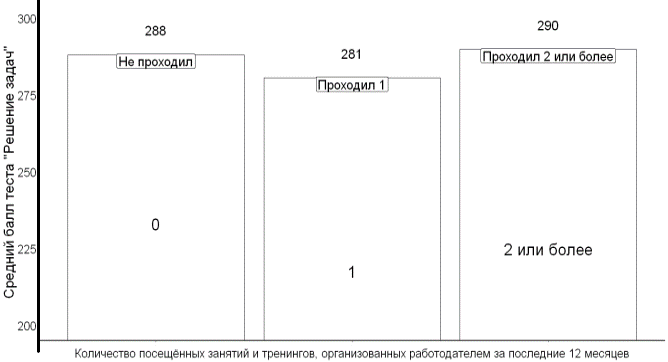 300
275
250
225
200
Средний балл теста "Решение задач"
288
281
290
Не проходил
Проходил 1
Проходил 2 или более
0
1
2 или более
Количество посещённых занятий и тренингов, организованных работодателем за последние 12 месяцев